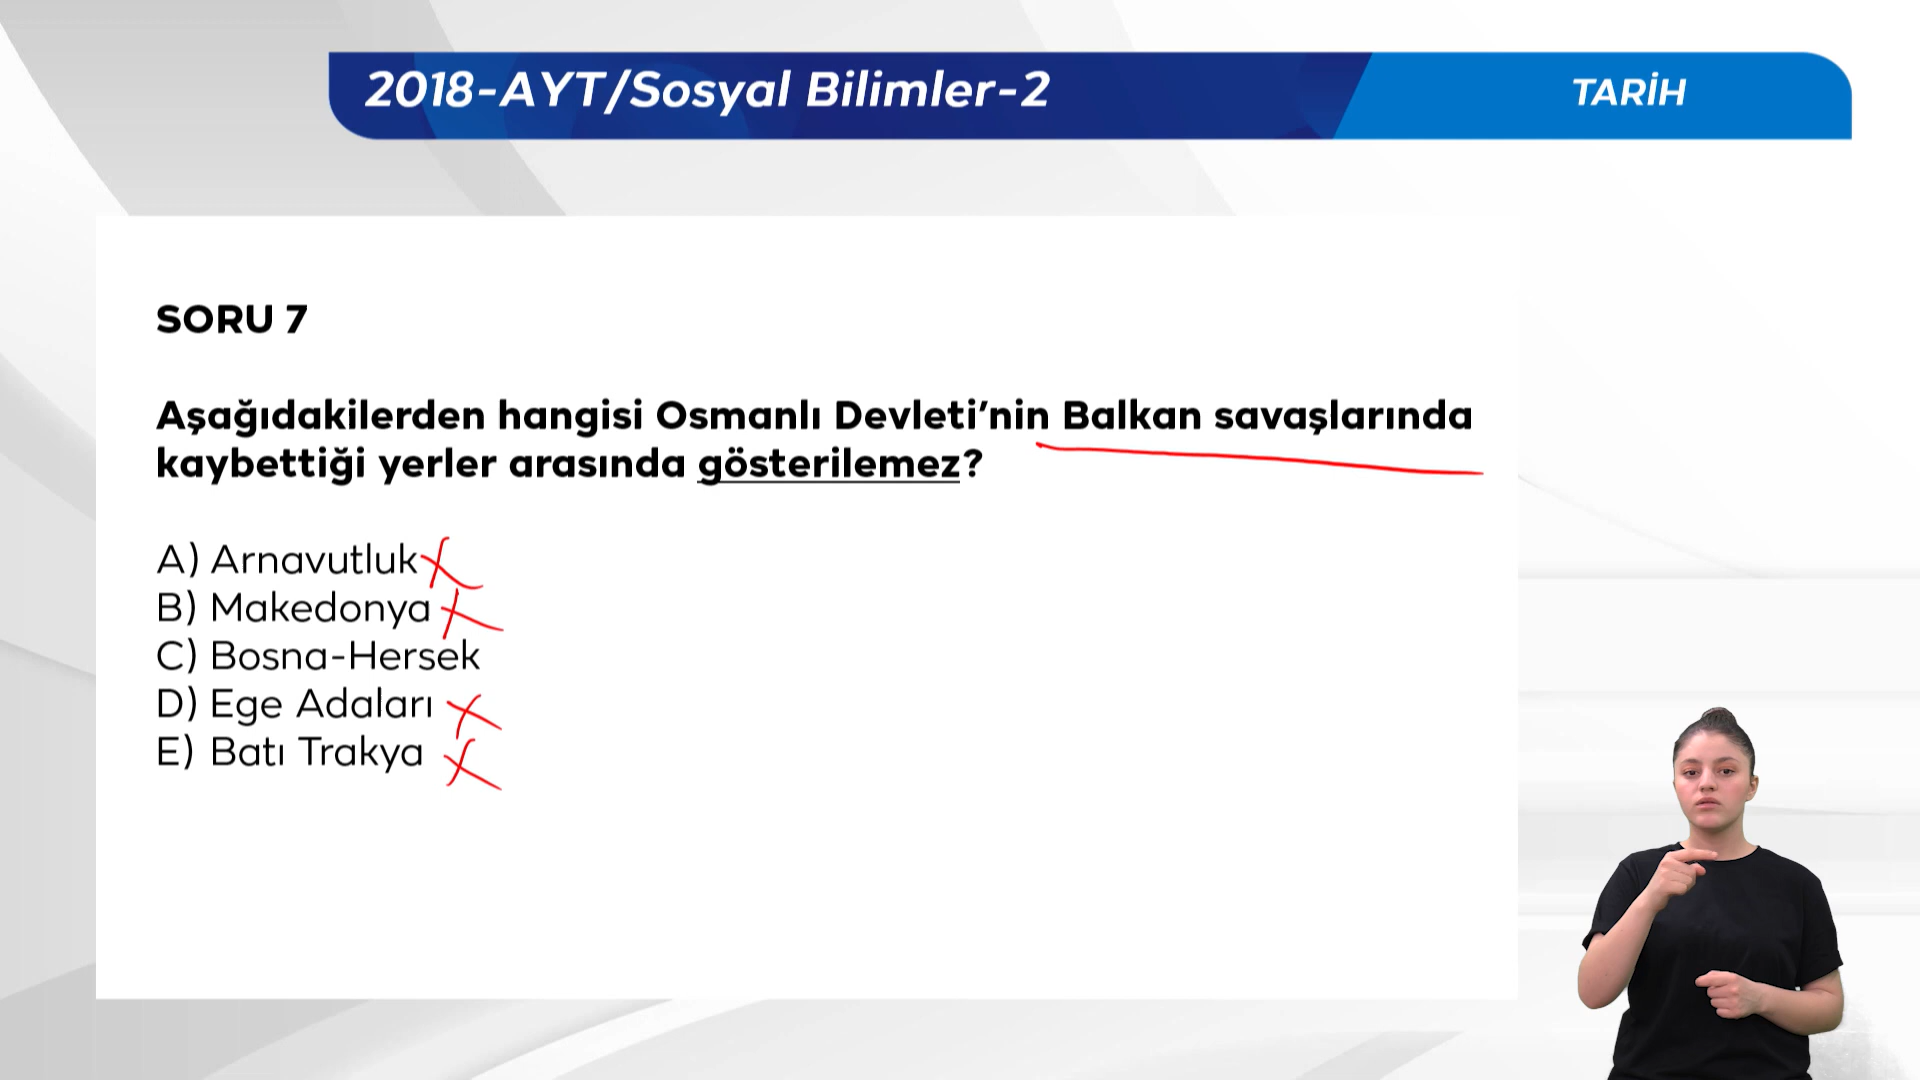 2018-AYT/Sosyal Bilimler-2
TARİH
SORU 7
Aşağıdakilerden hangisi Osmanlı Devleti’nin Balkan savaşlarında
kaybettiği yerler arasında gösterilemez?
A) Arnavutluk
B) Makedonya
C) Bosna-Hersek
D) Ege Adaları
E) Batı Trakya